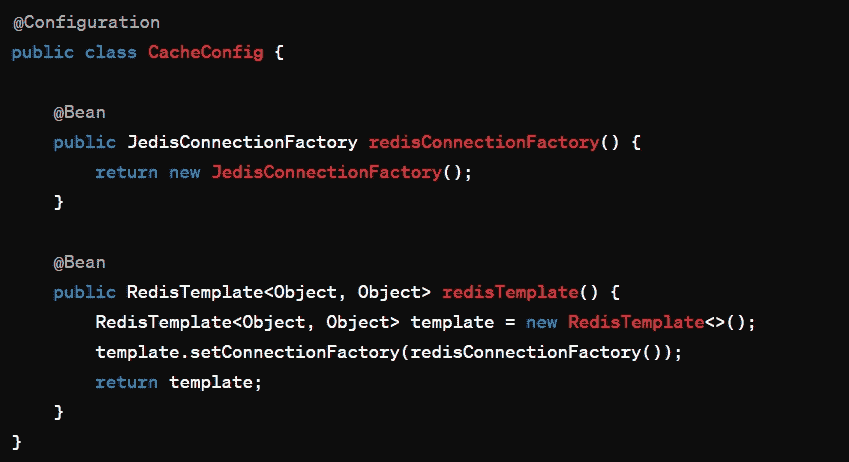 @Configuration
public class CacheConfig {
@Bean
public JedisConnectionFactory redisConnectionFactory() {
return new JedisConnectionFactory();
}
@Bean
public RedisTemplate<Object, Object> redisTemplate() {
RedisTemplate<Object, Object> template = new RedisTemplate<>();
template.setConnectionFactory(redisConnectionFactory());
return template;
}
}